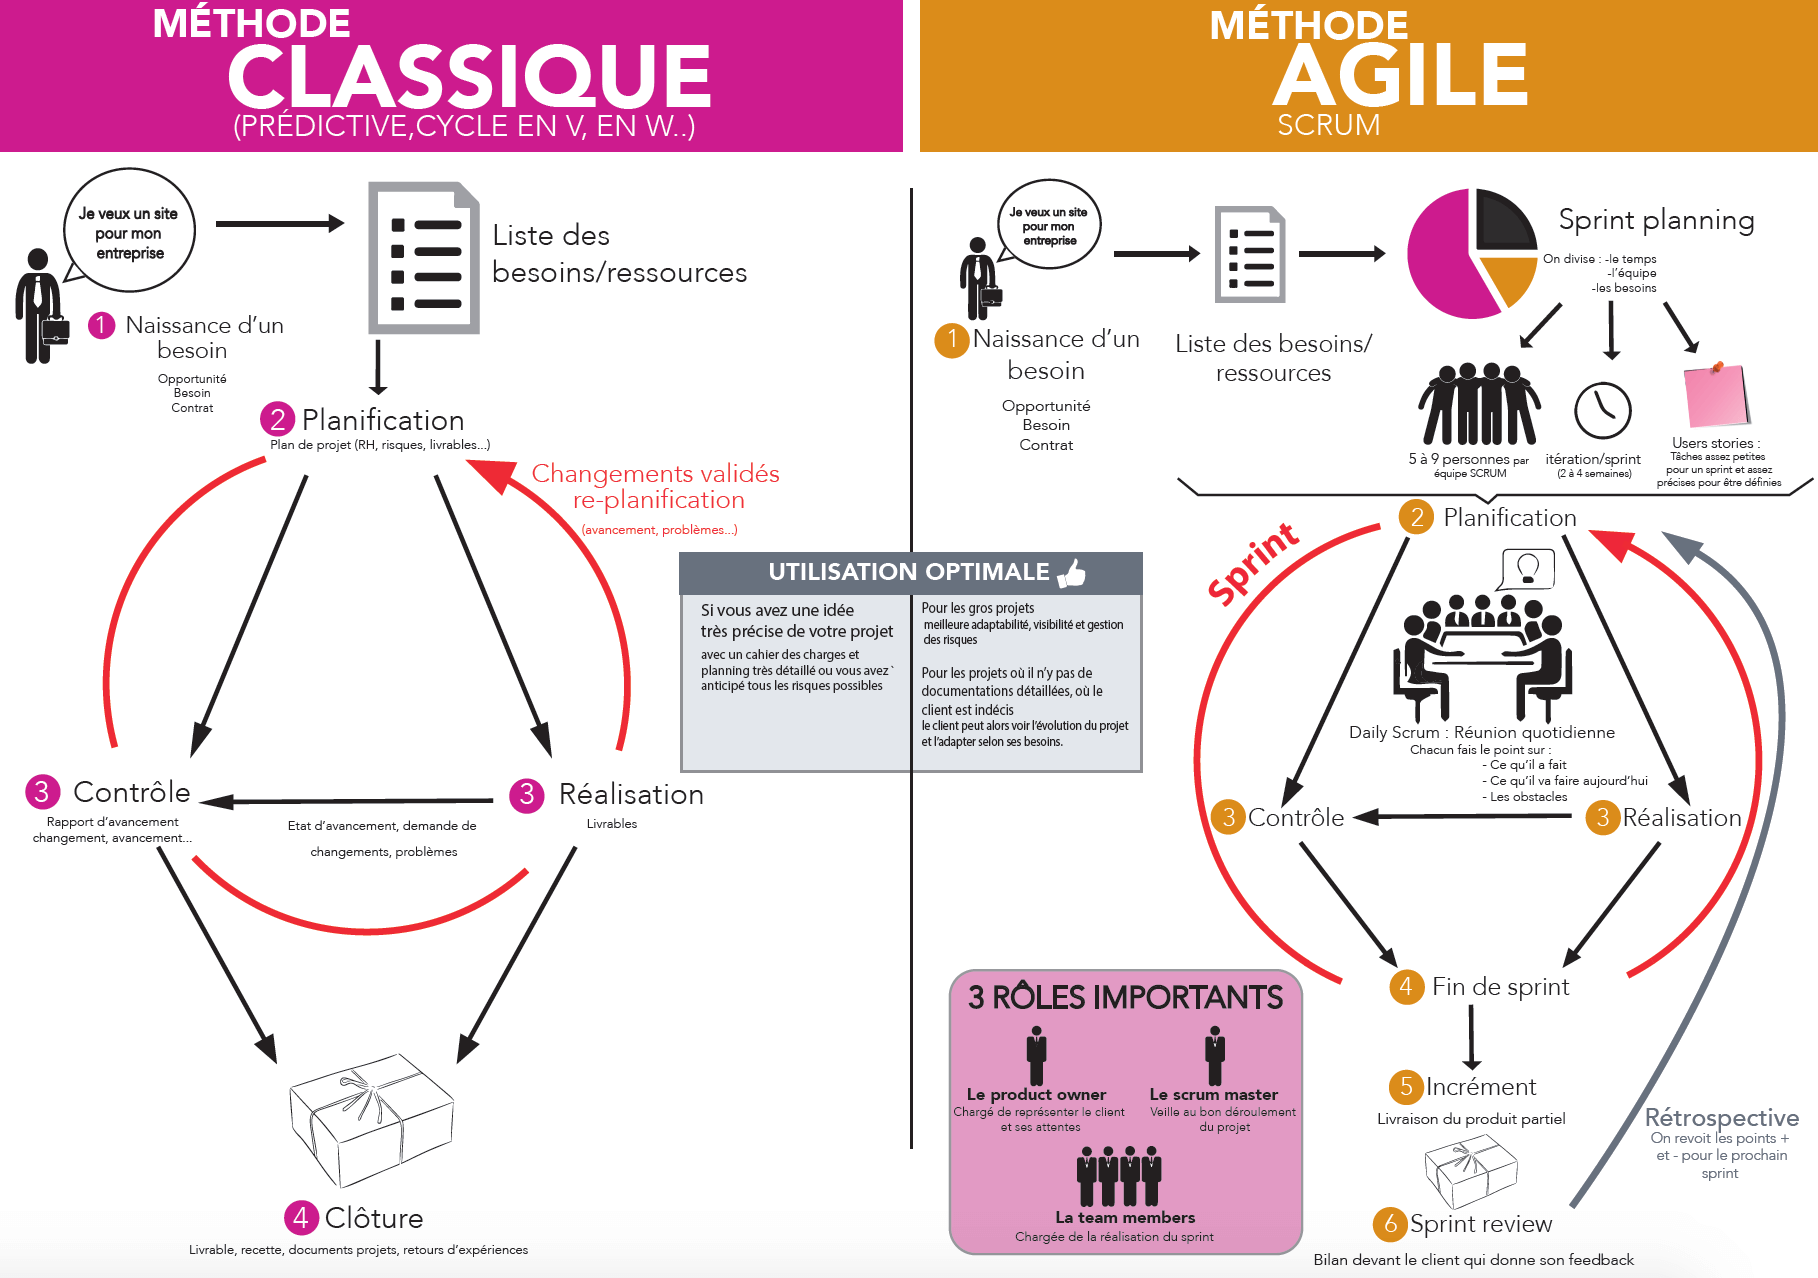 MÉTHODE
CLASSIQUE
(PRÉDICTIVE,CYCLE EN V, EN W..)
Je veux un site
pour mon
entreprise
1 Naissance d'un
besoin
Opportunité
Besoin
Contrat
Liste des
besoins/ressources
2 Planification
Plan de projet (RH, risques, livrables...)
Changements validés
re-planification
(avancement, problèmes...)
3 Contrôle
Rapport d'avancement
changement, avancement...
Etat d'avancement, demande de
changements, problèmes
3 Réalisation
Livrables
4 Clôture
Livrable, recette, documents projets, retours d'expériences
UTILISATION OPTIMALE
Si vous avez une idée
très précise de votre projet
avec un cahier des charges et
planning très détaillé ou vous avez `
anticipé tous les risques possibles
Pour les gros projets
meilleure adaptabilité, visibilité et gestion
des risques
Pour les projets où il n'y pas de
documentations détaillées, où le
client est indécis
le client peut alors voir l'évolution du projet
et l'adapter selon ses besoins.
MÉTHODE
AGILE
SCRUM
Je veux un site
pour mon
entreprise
1 Naissance d'un
besoin
Opportunité
Besoin
Contrat
Liste des besoins/
ressources
Sprint planning
On divise : -le temps
-l'équipe
-les besoins
5 à 9 personnes par
équipe SCRUM
itération/sprint
(2 à 4 semaines)
Users stories :
Tâches assez petites
pour un sprint et assez
précises pour être définies
2 Planification
Sprint
Daily Scrum : Réunion quotidienne
Chacun fais le point sur :
- Ce qu'il a fait
- Ce qu'il va faire aujourd'hui
- Les obstacles
3 Contrôle
3 Réalisation
4 Fin de sprint
5 Incrément
Livraison du produit partiel
6 Sprint review
Bilan devant le client qui donne son feedback
Rétrospective
On revoit les points +
et - pour le prochain
sprint
3 RÔLES IMPORTANTS
Le product owner
Chargé de représenter le client
et ses attentes
Le scrum master
Veille au bon déroulement
du projet
La team members
Chargée de la réalisation du sprint